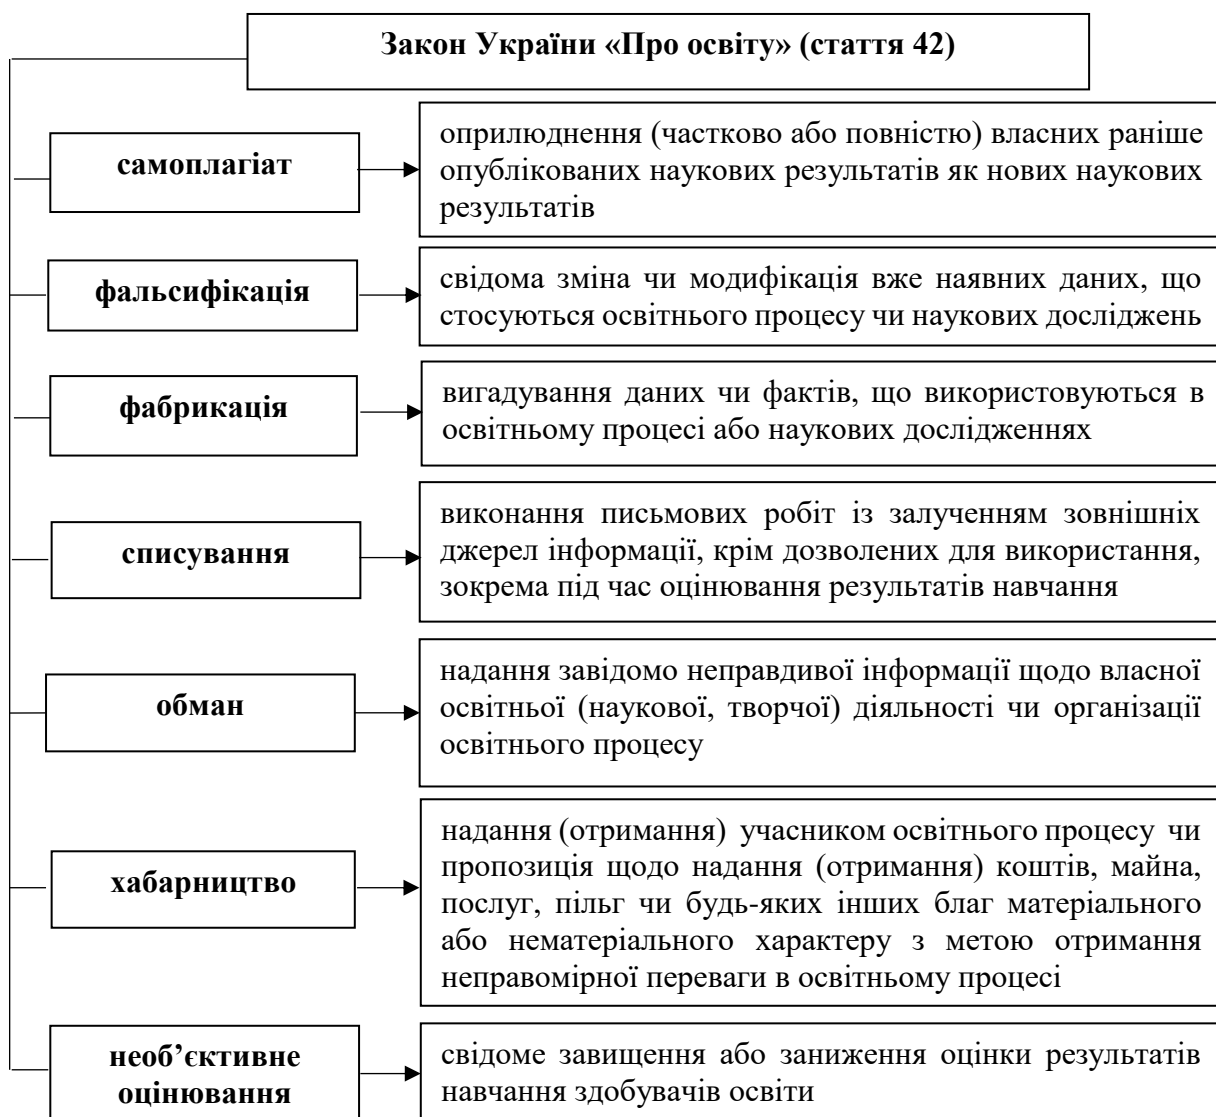 Закон України «Про освіту» (стаття 42)
самоплагіат
оприлюднення (частково або повністю) власних раніше
опублікованих наукових результатів як нових наукових
результатів
фальсифікація
свідома зміна чи модифікація вже наявних даних, що
стосуються освітнього процесу чи наукових досліджень
фабрикація
вигадування даних чи фактів, що використовуються в
освітньому процесі або наукових дослідженнях
списування
виконання письмових робіт із залученням зовнішніх
джерел інформації, крім дозволених для використання,
зокрема під час оцінювання результатів навчання
обман
надання завідомо неправдивої інформації щодо власної
освітньої (наукової, творчої) діяльності чи організації
освітнього процесу
хабарництво
надання (отримання) учасником освітнього процесу чи
пропозиція щодо надання (отримання) коштів, майна,
послуг, пільг чи будь-яких інших благ матеріального
або нематеріального характеру з метою отримання
неправомірної переваги в освітньому процесі
необ’єктивне
оцінювання
свідоме завищення або заниження оцінки результатів
навчання здобувачів освіти